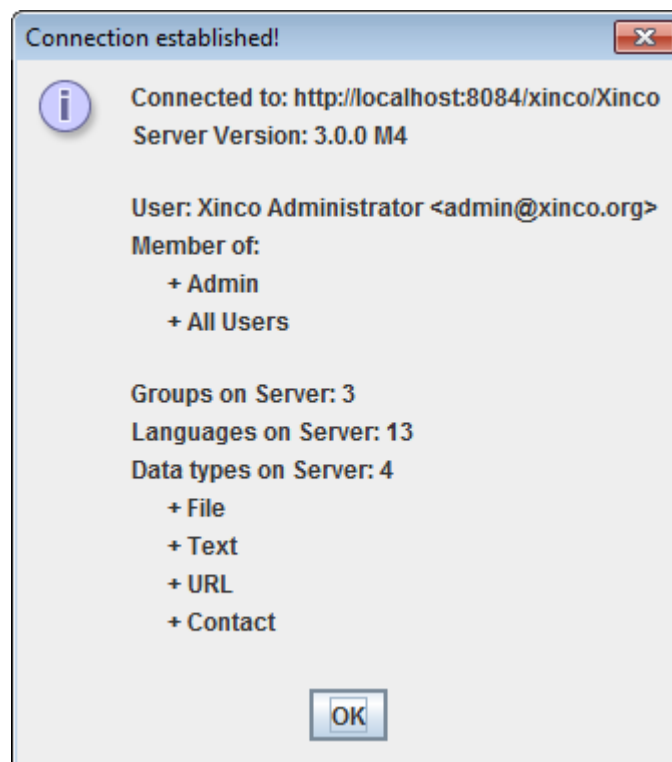 Connection established!
Connected to: http://localhost:8084/xinco/Xinco
Server Version: 3.0.0 M4
User: Xinco Administrator <admin@xinco.org>
Member of:
+ Admin
+ All Users
Groups on Server: 3
Languages on Server: 13
Data types on Server: 4
+ File
+ Text
+ URL
+ Contact
OK